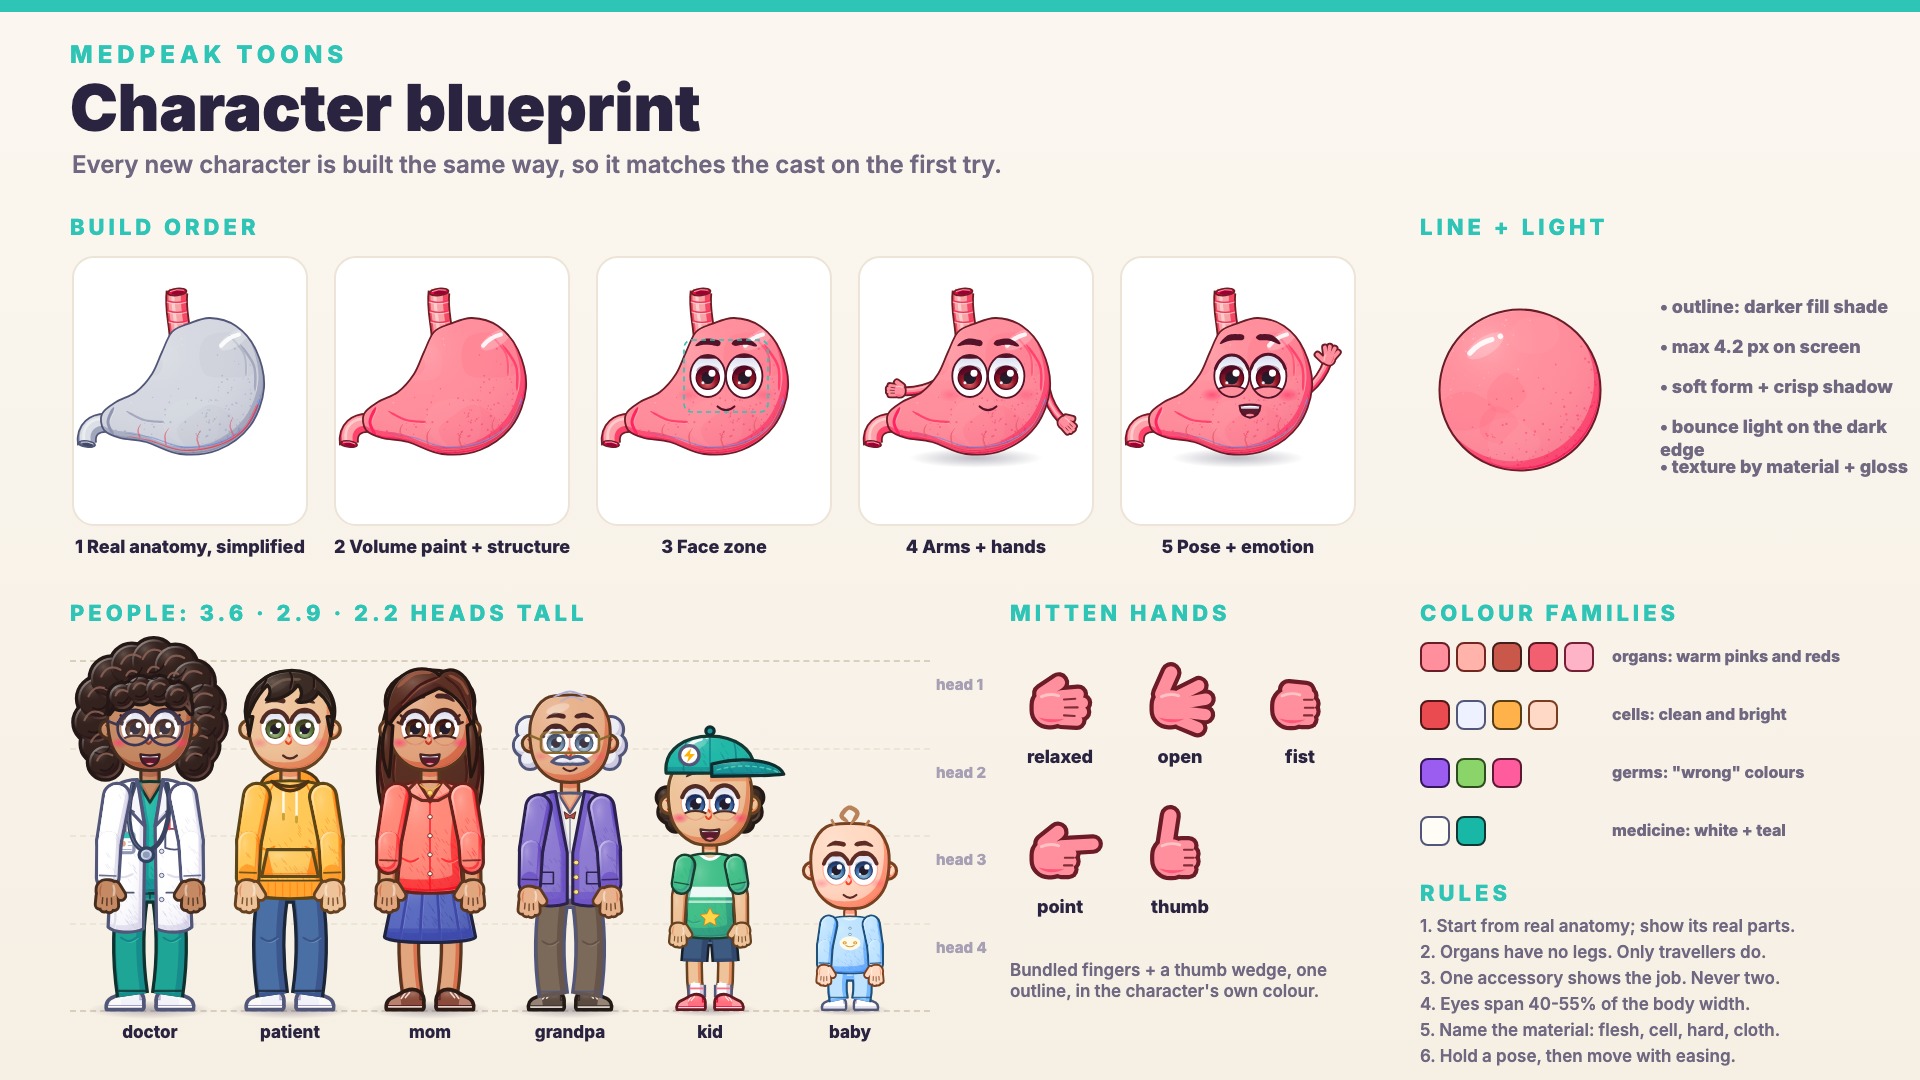 MEDPEAK TOONS
Character blueprint
Every new character is built the same way, so it matches the cast on the first try.
BUILD ORDER
1 Real anatomy, simplified
2 Volume paint + structure
3 Face zone
4 Arms + hands
5 Pose + emotion
LINE + LIGHT
• outline: darker fill shade
• max 4.2 px on screen
• soft form + crisp shadow
• bounce light on the dark
edge
• texture by material + gloss
PEOPLE: 3.6 · 2.9 · 2.2 HEADS TALL
head 1
head 2
head 3
head 4
doctor
patient
mom
grandpa
kid
baby
MITTEN HANDS
relaxed
open
fist
point
thumb
Bundled fingers + a thumb wedge, one
outline, in the character's own colour.
COLOUR FAMILIES
organs: warm pinks and reds
cells: clean and bright
germs: "wrong" colours
medicine: white + teal
RULES
1. Start from real anatomy; show its real parts.
2. Organs have no legs. Only travellers do.
3. One accessory shows the job. Never two.
4. Eyes span 40-55% of the body width.
5. Name the material: flesh, cell, hard, cloth.
6. Hold a pose, then move with easing.